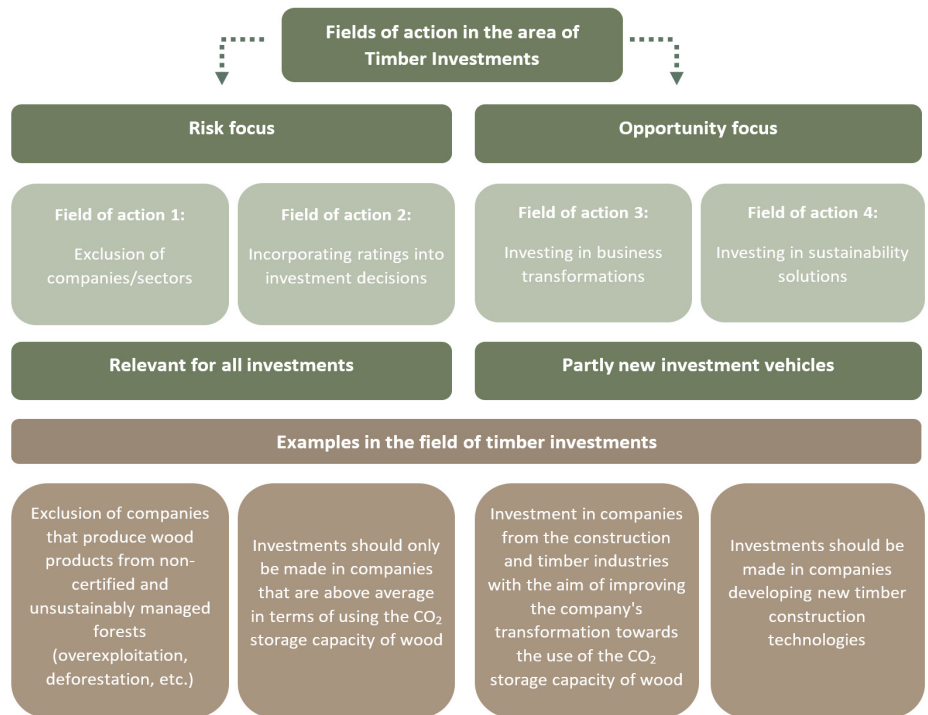 Fields of action in the area of
Timber Investments
Risk focus
Opportunity focus
Field of action 1:
Exclusion of
companies/sectors
Field of action 2:
Incorporating ratings into
investment decisions
Field of action 3:
Investing in business
transformations
Field of action 4:
Investing in sustainability
solutions
Relevant for all investments
Partly new investment vehicles
Examples in the field of timber investments
Exclusion of companies
that produce wood
products from non-
certified and
unsustainably managed
forests
(overexploitation,
deforestation, etc.)
Investments should only
be made in companies
that are above average
in terms of using the CO₂
storage capacity of wood
Investment in companies
from the construction
and timber industries
with the aim of improving
the company's
transformation towards
the use of the CO₂
storage capacity of wood
Investments should be
made in companies
developing new timber
construction
technologies